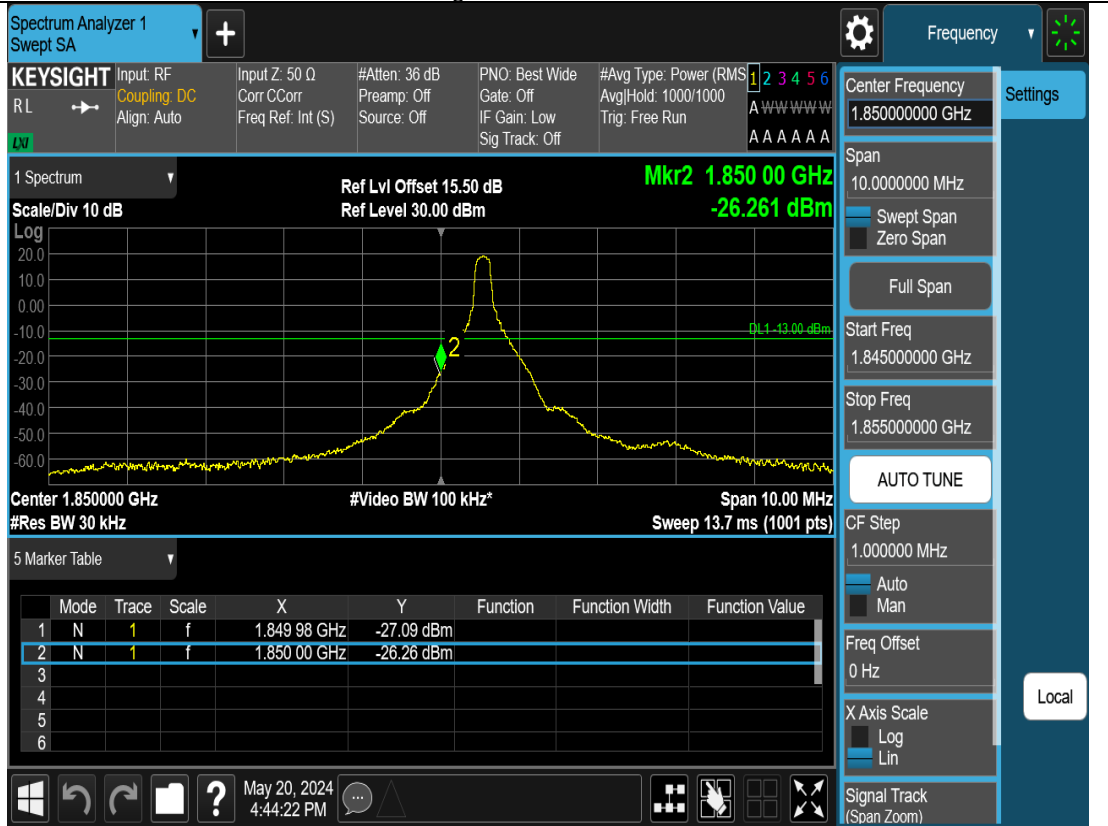 Spectrum Analyzer 1
Swept SA
+
Frequency
KEYSIGHT
RL
LXI
Input: RF
Coupling: DC
Align: Auto
Input Z: 50 Ω
Corr CCorr
Freq Ref: Int (S)
#Atten: 36 dB
Preamp: Off
Source: Off
PNO: Best Wide
Gate: Off
IF Gain: Low
Sig Track: Off
#Avg Type: Power (RMS
Avg|Hold: 1000/1000
Trig: Free Run
1 2 3 4 5 6
A W W W W W
A A A A A A
1 Spectrum
Scale/Div 10 dB
Ref Lvl Offset 15.50 dB
Ref Level 30.00 dBm
Mkr2 1.850 00 GHz
-26.261 dBm
Log
20.0
10.0
0.00
-10.0
-20.0
-30.0
-40.0
-50.0
-60.0
DL1 -13.00 dBm
2
Center 1.850000 GHz
#Video BW 100 kHz*
Span 10.00 MHz
#Res BW 30 kHz
Sweep 13.7 ms (1001 pts)
5 Marker Table
Mode Trace Scale X Y Function Function Width Function Value
1 N 1 f 1.849 98 GHz -27.09 dBm
2 N 1 f 1.850 00 GHz -26.26 dBm
3
4
5
6
?
May 20, 2024
4:44:22 PM
Center Frequency
1.850000000 GHz
Settings
Span
10.0000000 MHz
Swept Span
Zero Span
Full Span
Start Freq
1.845000000 GHz
Stop Freq
1.855000000 GHz
AUTO TUNE
CF Step
1.000000 MHz
Auto
Man
Freq Offset
0 Hz
Local
X Axis Scale
Log
Lin
Signal Track
(Span Zoom)